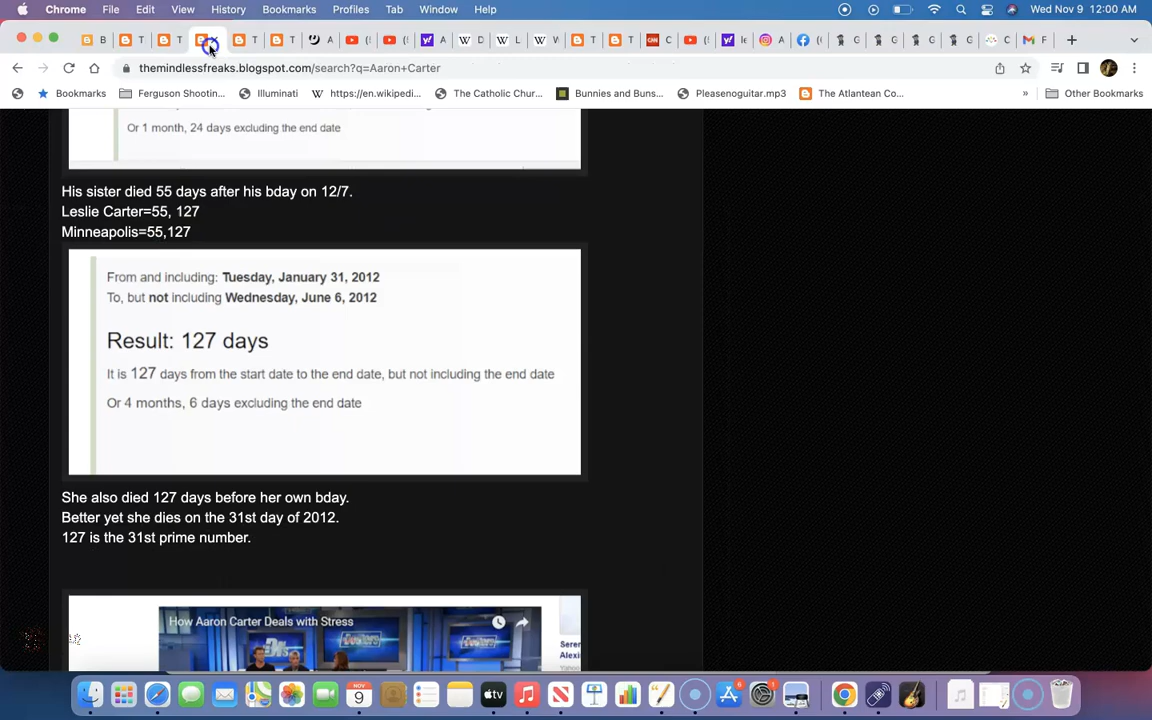 Chrome File Edit View History Bookmarks Profiles Tab Window Help Wed Nov 9 12:00 AM
themindlessfreaks.blogspot.com/search?q=Aaron+Carter
Bookmarks Ferguson Shootin... Illuminati https://en.wikipedi... The Catholic Chur... Bunnies and Buns... Pleasenoguitar.mp3 The Atlantean Co... » Other Bookmarks
Or 1 month, 24 days excluding the end date
His sister died 55 days after his bday on 12/7.
Leslie Carter=55, 127
Minneapolis=55,127
From and including: Tuesday, January 31, 2012
To, but not including Wednesday, June 6, 2012
Result: 127 days
It is 127 days from the start date to the end date, but not including the end date
Or 4 months, 6 days excluding the end date
She also died 127 days before her own bday.
Better yet she dies on the 31st day of 2012.
127 is the 31st prime number.
How Aaron Carter Deals with Stress
Yahoo